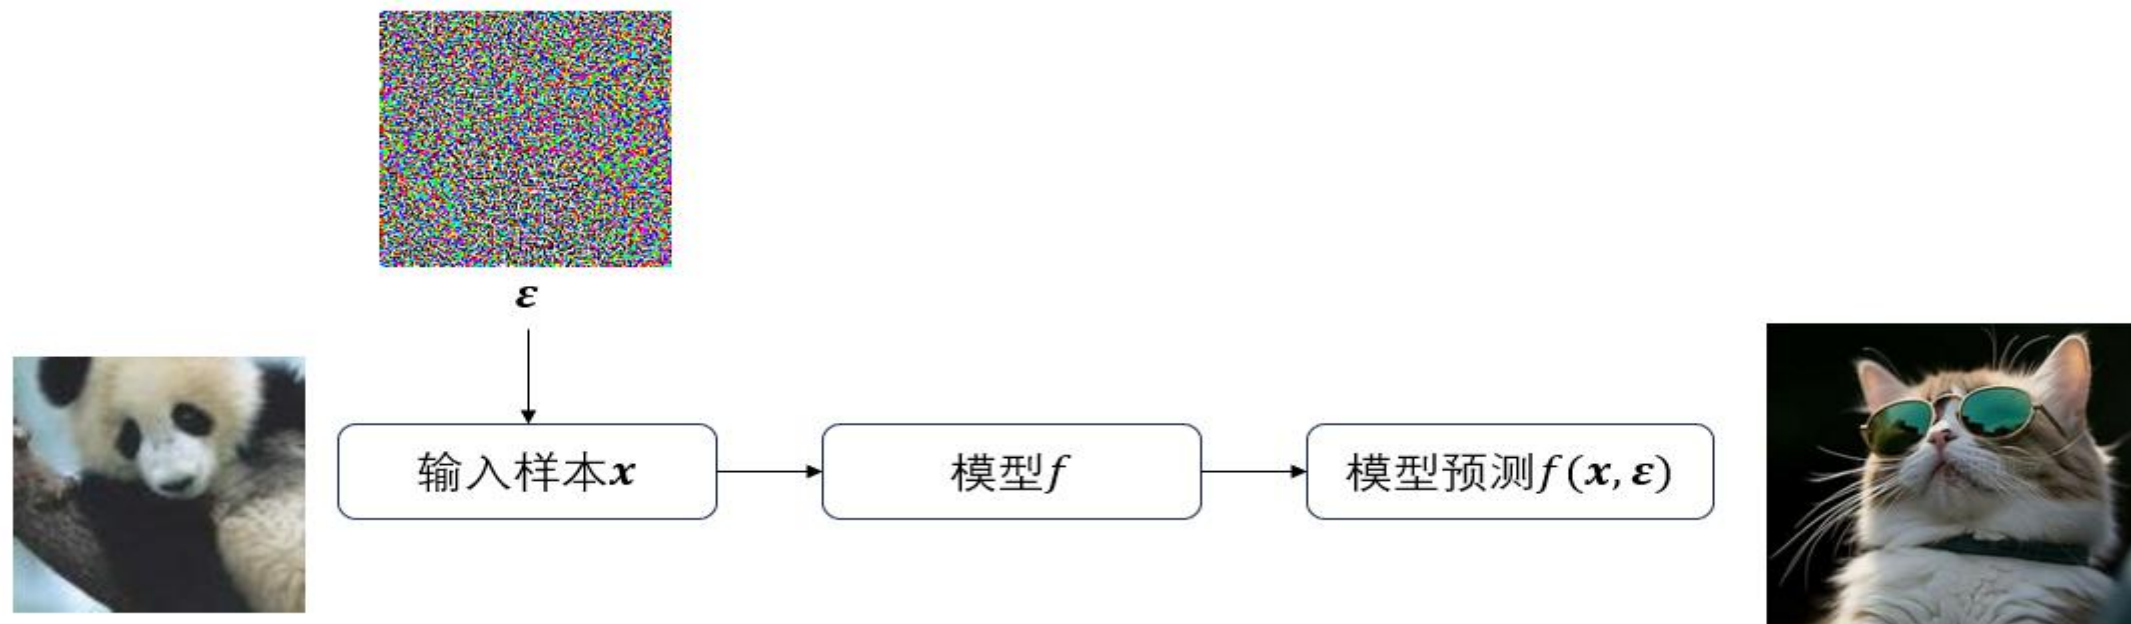 ε
输入样本x
模型f
模型预测f(x, ε)